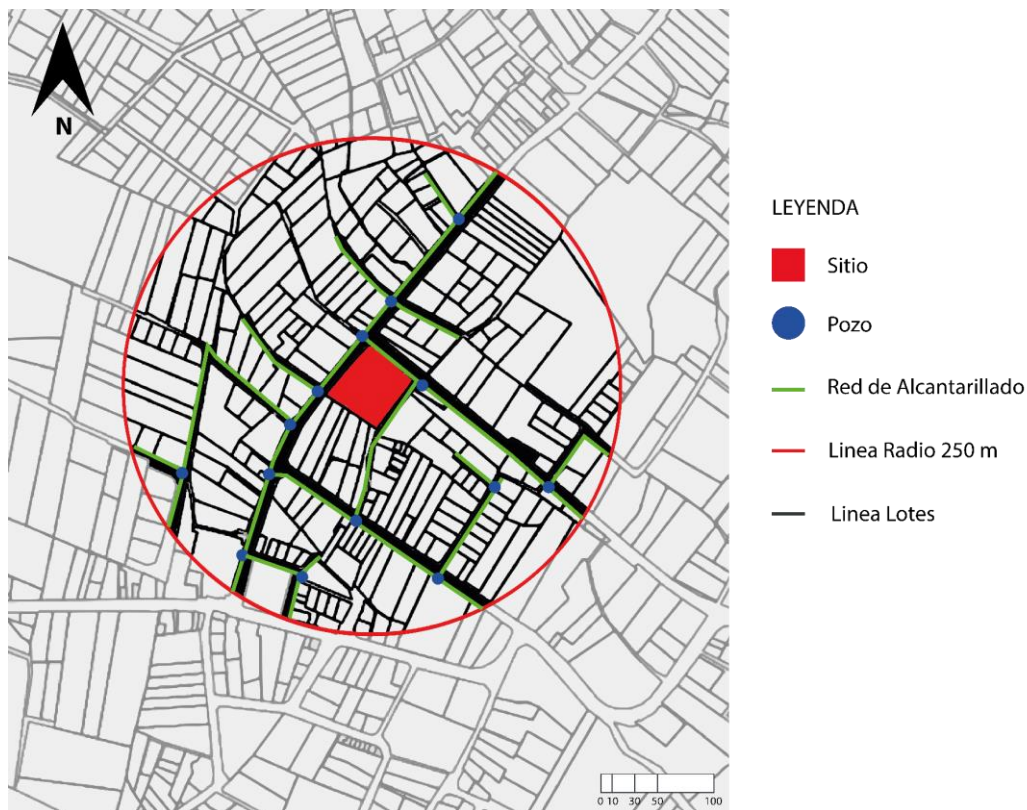 N
LEYENDA
Sitio
Pozo
Red de Alcantarillado
Linea Radio 250 m
Linea Lotes
0 10 30 50 100